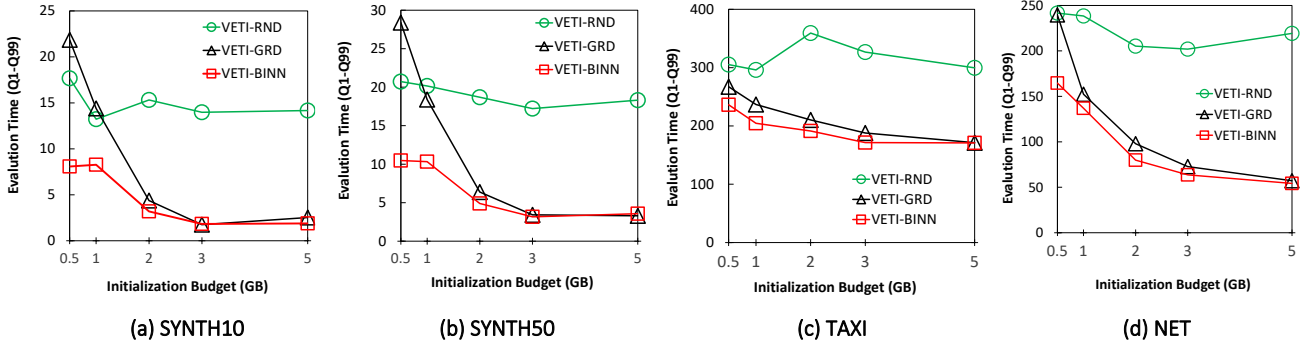 Evalution Time (Q1-Q99)
25
20
15
10
5
0
VETI-RND
VETI-GRD
VETI-BINN
0.5 1 2 3 5
Initialization Budget (GB)
(a) SYNTH10
Evalution Time (Q1-Q99)
30
25
20
15
10
5
0
VETI-RND
VETI-GRD
VETI-BINN
0.5 1 2 3 5
Initialization Budget (GB)
(b) SYNTH50
Evalution Time (Q1-Q99)
400
300
200
100
0
VETI-RND
VETI-GRD
VETI-BINN
0.5 1 2 3 5
Initialization Budget (GB)
(c) TAXI
Evalution Time (Q1-Q99)
250
200
150
100
50
0
VETI-RND
VETI-GRD
VETI-BINN
0.5 1 2 3 5
Initialization Budget (GB)
(d) NET